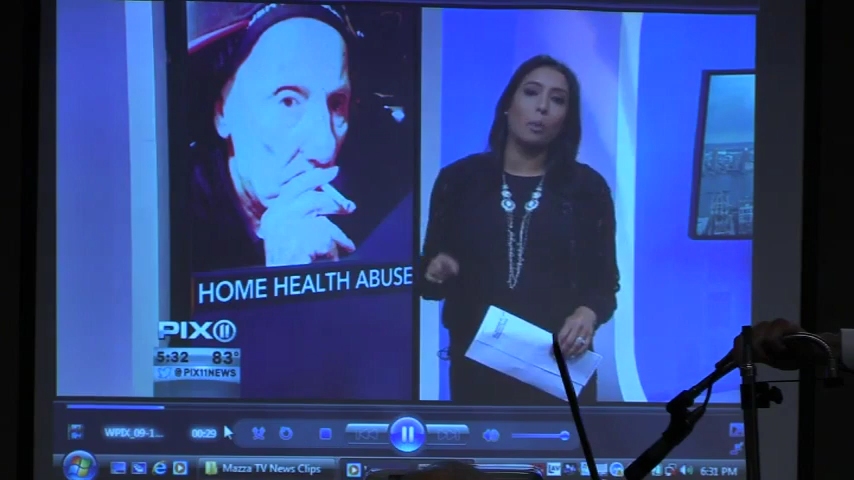 HOME HEALTH ABUSE
PIX11
5:32 83°
@PIX11NEWS
WPIX_09-1...
00:29
Mazza TV News Clips
6:31 PM